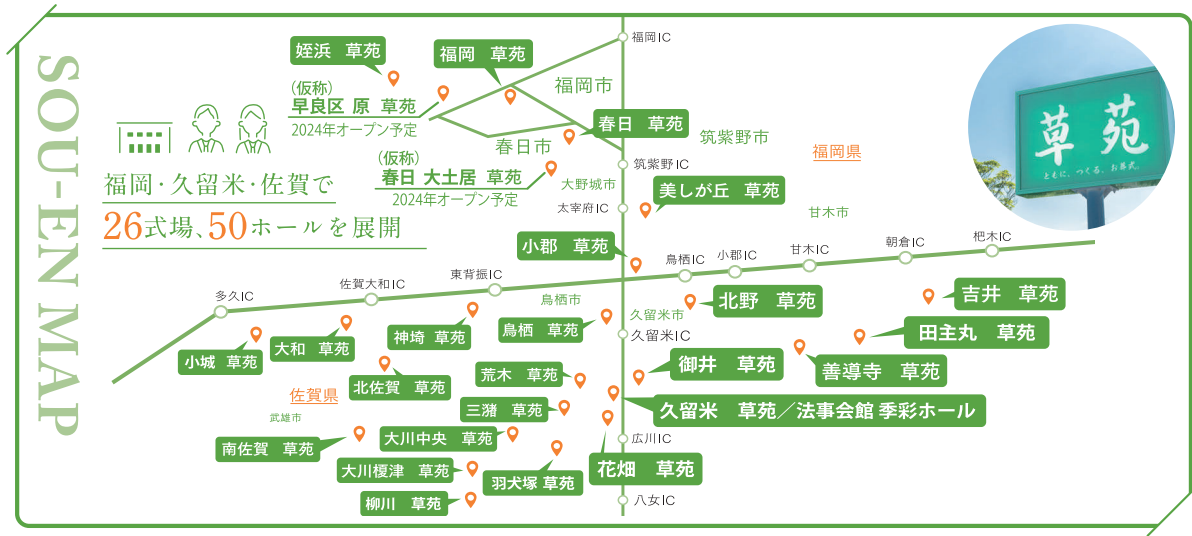 SOU-EN MAP
福岡・久留米・佐賀で
26式場、50ホールを展開
姪浜　草苑
福岡　草苑
福岡IC
（仮称）
早良区 原 草苑
2024年オープン予定
福岡市
春日　草苑
春日市
筑紫野市
福岡県
（仮称）
春日 大土居 草苑
2024年オープン予定
筑紫野IC
大野城市
美しが丘　草苑
太宰府IC
甘木市
草苑
ともに、つくる。お葬式。
小郡　草苑
鳥栖IC
小郡IC
甘木IC
朝倉IC
杷木IC
多久IC
佐賀大和IC
東背振IC
鳥栖市
北野　草苑
吉井　草苑
久留米市
小城　草苑
大和　草苑
神埼　草苑
鳥栖　草苑
久留米IC
田主丸　草苑
御井　草苑
善導寺　草苑
北佐賀　草苑
荒木　草苑
佐賀県
三潴　草苑
久留米　草苑／法事会館 季彩ホール
武雄市
南佐賀　草苑
大川中央　草苑
広川IC
大川榎津　草苑
羽犬塚 草苑
花畑　草苑
柳川　草苑
八女IC